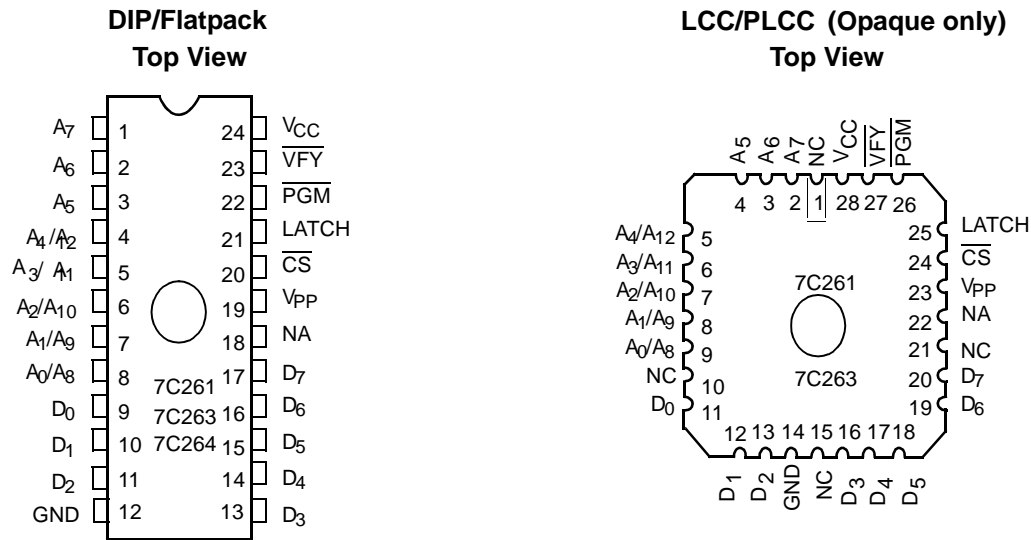 DIP/Flatpack
Top View
A7 1 24 VCC
A6 2 23 VFY
A5 3 22 PGM
A4/A12 4 21 LATCH
A3/ A11 5 20 CS
A2/A10 6 19 VPP
A1/A9 7 18 NA
A0/A8 8 17 D7
D0 9 16 D6
D1 10 15 D5
D2 11 14 D4
GND 12 13 D3
7C261
7C263
7C264
LCC/PLCC (Opaque only)
Top View
A5 A6 A7 NC VCC VFY PGM
4 3 2 1 28 27 26
A4/A12 5 25 LATCH
A3/A11 6 24 CS
A2/A10 7 23 VPP
A1/A9 8 22 NA
A0/A8 9 21 NC
NC 10 20 D7
D0 11 19 D6
7C261
7C263
12 13 14 15 16 17 18
D1 D2 GND NC D3 D4 D5